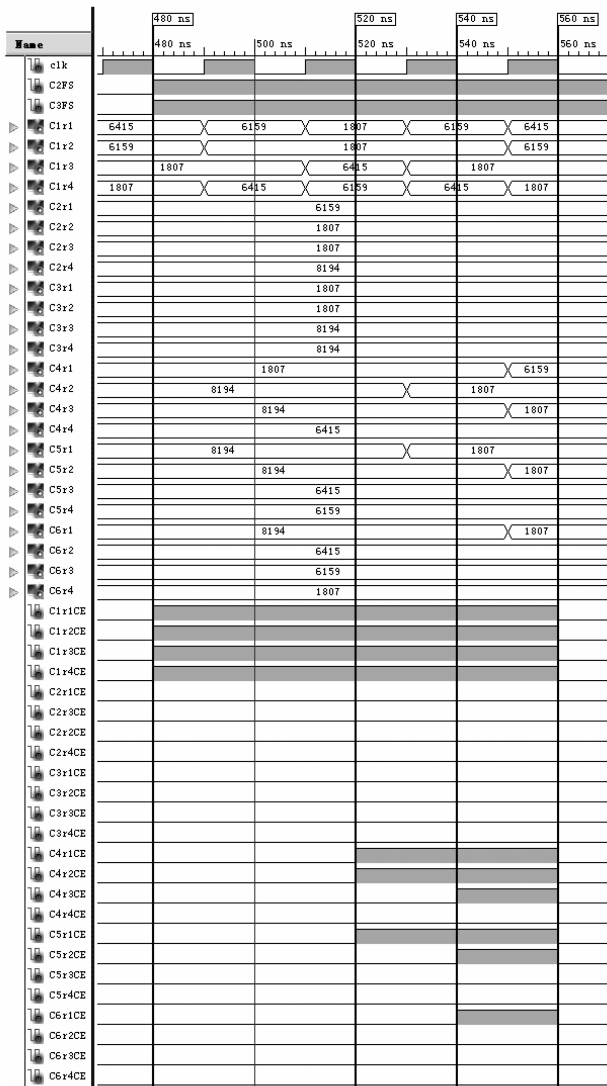 480 ns 520 ns 540 ns 560 ns
Name 480 ns 500 ns 520 ns 540 ns 560 ns
clk
C2FS
C3FS
C1r1 6415 6159 1807 6159 6415
C1r2 6159 1807 6159
C1r3 1807 6415 1807
C1r4 1807 6415 6159 6415 1807
C2r1 6159
C2r2 1807
C2r3 1807
C2r4 8194
C3r1 1807
C3r2 1807
C3r3 8194
C3r4 8194
C4r1 1807 6159
C4r2 8194 1807
C4r3 8194 1807
C4r4 6415
C5r1 8194 1807
C5r2 8194 1807
C5r3 6415
C5r4 6159
C6r1 8194 1807
C6r2 6415
C6r3 6159
C6r4 1807
C1r1CE
C1r2CE
C1r3CE
C1r4CE
C2r1CE
C2r3CE
C2r2CE
C2r4CE
C3r1CE
C3r2CE
C3r3CE
C3r4CE
C4r1CE
C4r2CE
C4r3CE
C4r4CE
C5r1CE
C5r2CE
C5r3CE
C5r4CE
C6r1CE
C6r2CE
C6r3CE
C6r4CE